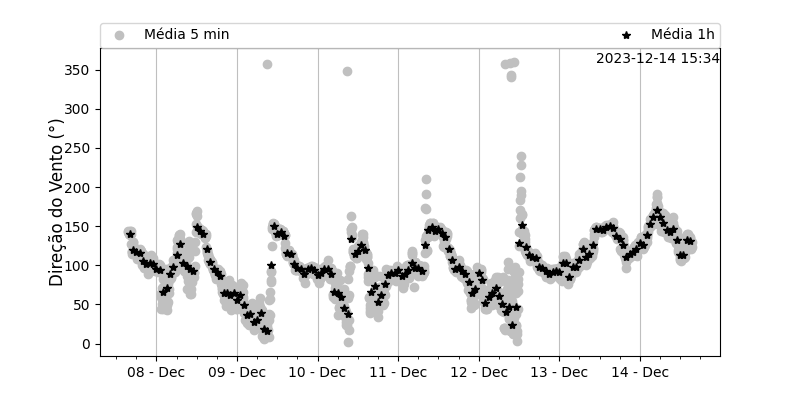 Média 5 min
Média 1h
2023-12-14 15:34
Direção do Vento (°)
350
300
250
200
150
100
50
0
08 - Dec
09 - Dec
10 - Dec
11 - Dec
12 - Dec
13 - Dec
14 - Dec